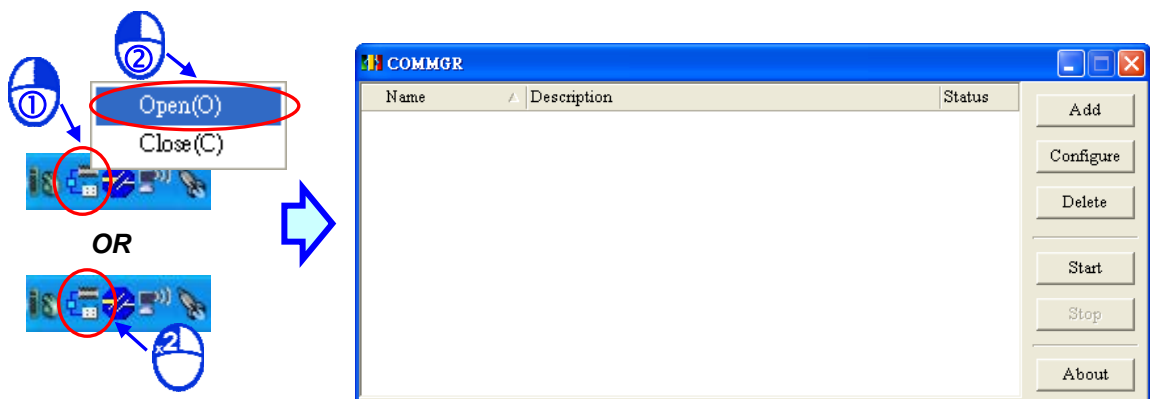 ②
①
Open(O)
Close(C)
OR
x2
COMMGR
Name Description Status
Add
Configure
Delete
Start
Stop
About